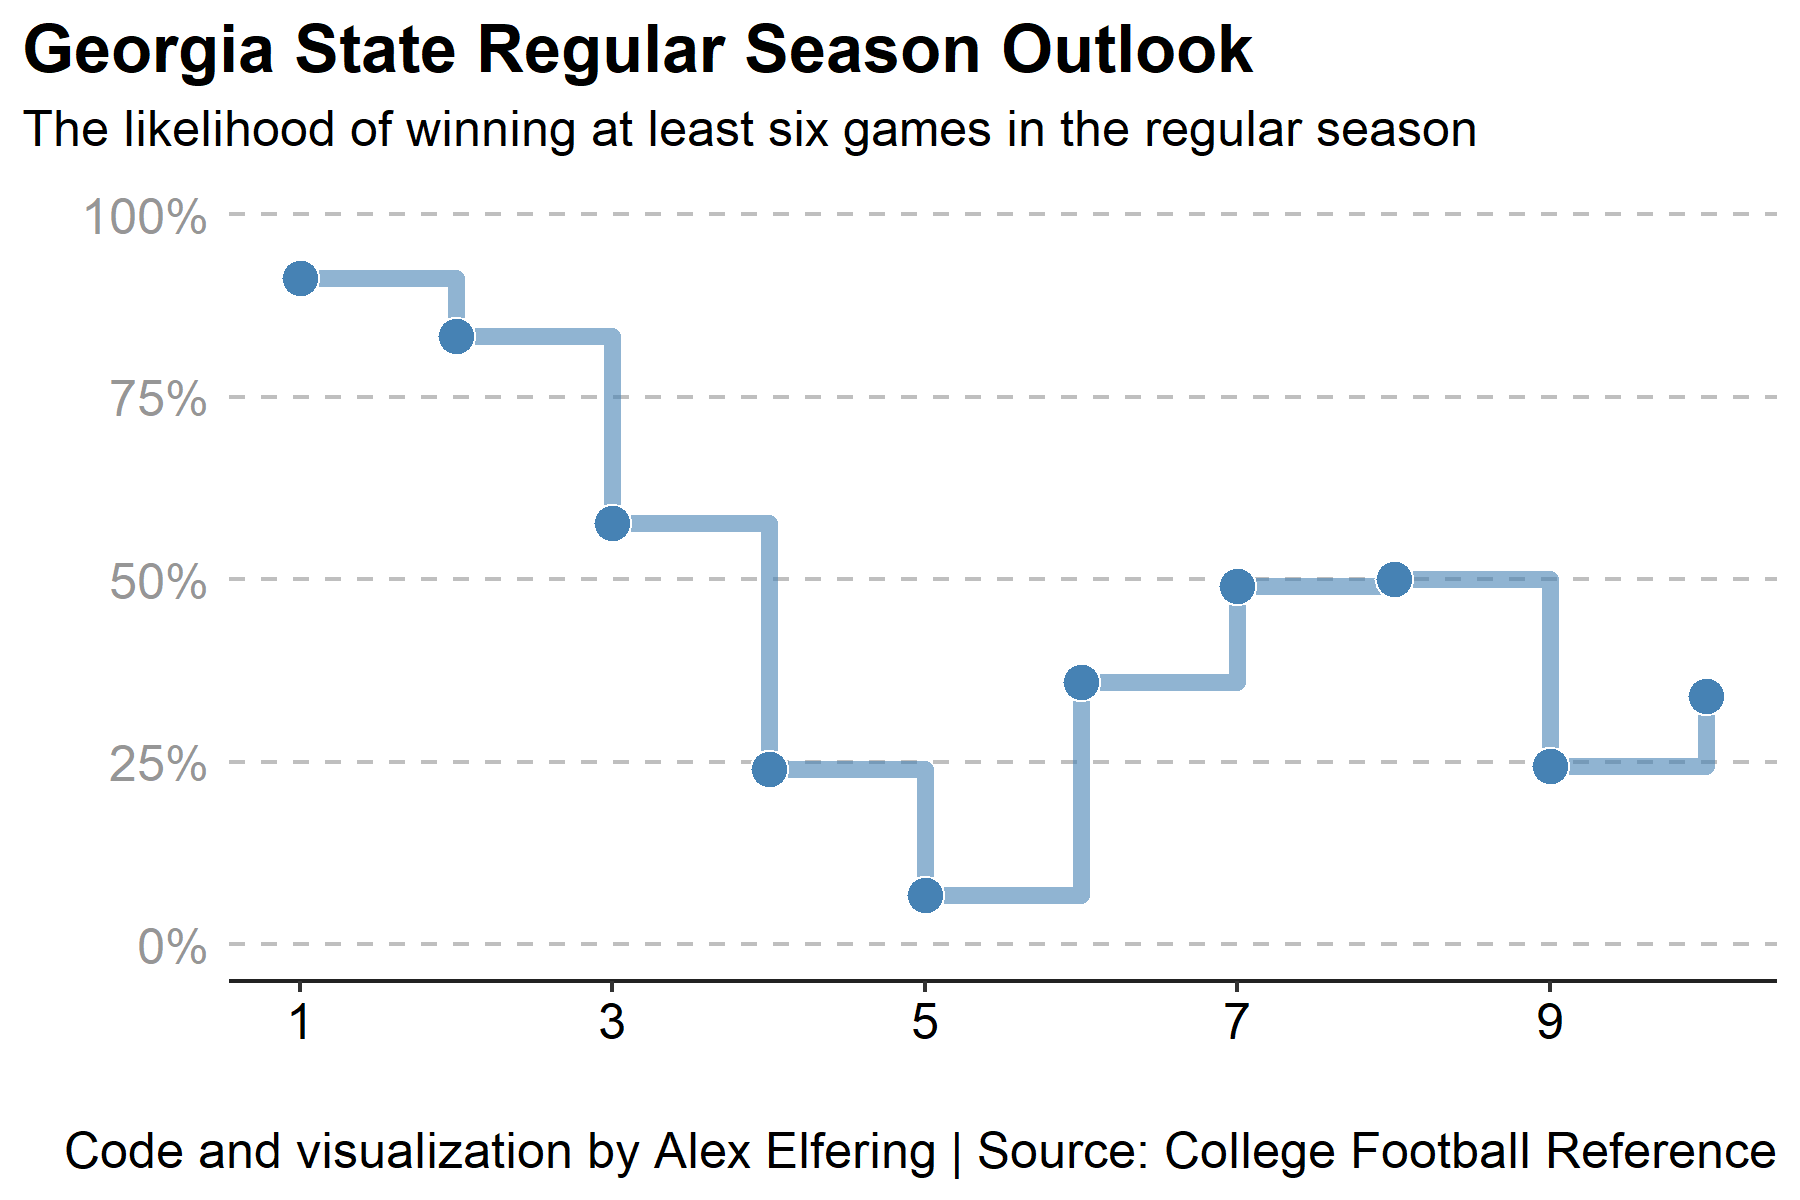 Georgia State Regular Season Outlook
The likelihood of winning at least six games in the regular season
100%
75%
50%
25%
0%
1 3 5 7 9
Code and visualization by Alex Elfering | Source: College Football Reference